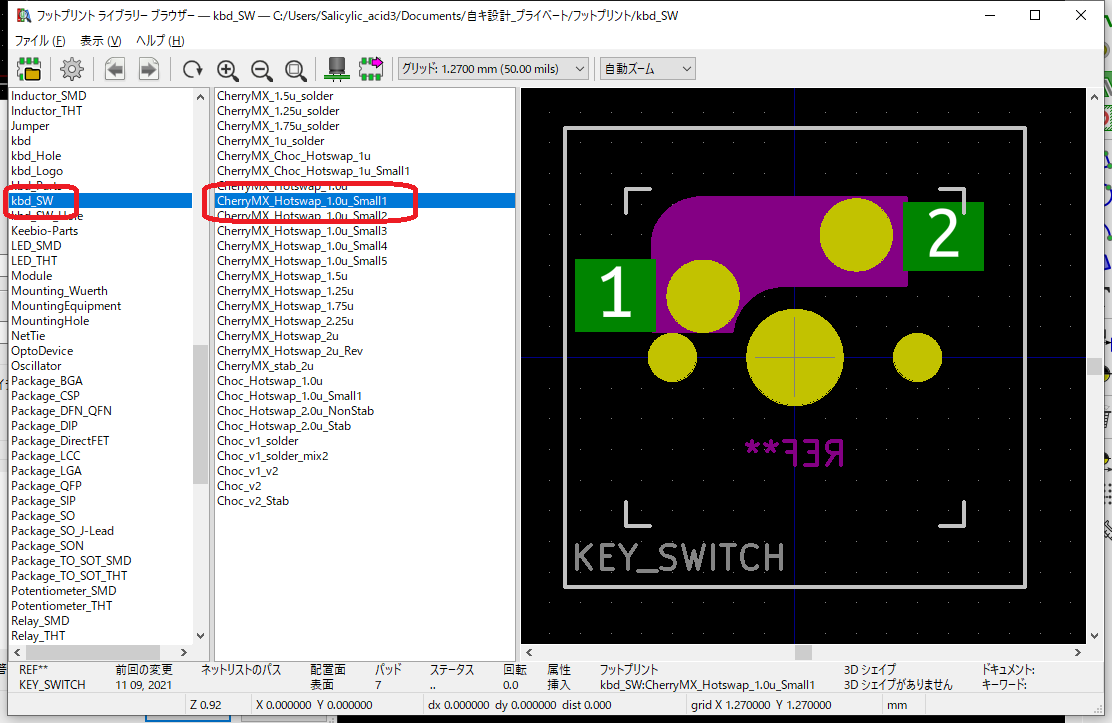 フットプリント ライブラリー ブラウザー — kbd_SW — C:/Users/Salicylic_acid3/Documents/自キ設計_プライベート/フットプリント/kbd_SW
ファイル (F) 表示 (V) ヘルプ (H)
グリッド: 1.2700 mm (50.00 mils) 自動ズーム
Inductor_SMD
Inductor_THT
Jumper
kbd
kbd_Hole
kbd_Logo
kbd_Parts
kbd_SW
kbd_SW_Hole
Keebio-Parts
LED_SMD
LED_THT
Module
Mounting_Wuerth
MountingEquipment
MountingHole
NetTie
OptoDevice
Oscillator
Package_BGA
Package_CSP
Package_DFN_QFN
Package_DIP
Package_DirectFET
Package_LCC
Package_LGA
Package_QFP
Package_SIP
Package_SO
Package_SO_J-Lead
Package_SON
Package_TO_SOT_SMD
Package_TO_SOT_THT
Potentiometer_SMD
Potentiometer_THT
Relay_SMD
Relay_THT
CherryMX_1.5u_solder
CherryMX_1.25u_solder
CherryMX_1.75u_solder
CherryMX_1u_solder
CherryMX_Choc_Hotswap_1u
CherryMX_Choc_Hotswap_1u_Small1
CherryMX_Hotswap_1.0u
CherryMX_Hotswap_1.0u_Small1
CherryMX_Hotswap_1.0u_Small2
CherryMX_Hotswap_1.0u_Small3
CherryMX_Hotswap_1.0u_Small4
CherryMX_Hotswap_1.0u_Small5
CherryMX_Hotswap_1.5u
CherryMX_Hotswap_1.25u
CherryMX_Hotswap_1.75u
CherryMX_Hotswap_2.25u
CherryMX_Hotswap_2u
CherryMX_Hotswap_2u_Rev
CherryMX_stab_2u
Choc_Hotswap_1.0u
Choc_Hotswap_1.0u_Small1
Choc_Hotswap_2.0u_NonStab
Choc_Hotswap_2.0u_Stab
Choc_v1_solder
Choc_v1_solder_mix2
Choc_v1_v2
Choc_v2
Choc_v2_Stab
2
1
REF**
KEY_SWITCH
REF** 前回の変更 ネットリストのパス 配置面 パッド ステータス 回転 属性 フットプリント 3D シェイプ ドキュメント:
KEY_SWITCH 11 09, 2021 表面 7 .. 0.0 挿入 kbd_SW:CherryMX_Hotswap_1.0u_Small1 3D シェイプがありません キーワード:
Z 0.92 X 0.000000 Y 0.000000 dx 0.000000 dy 0.000000 dist 0.000 grid X 1.270000 Y 1.270000 mm